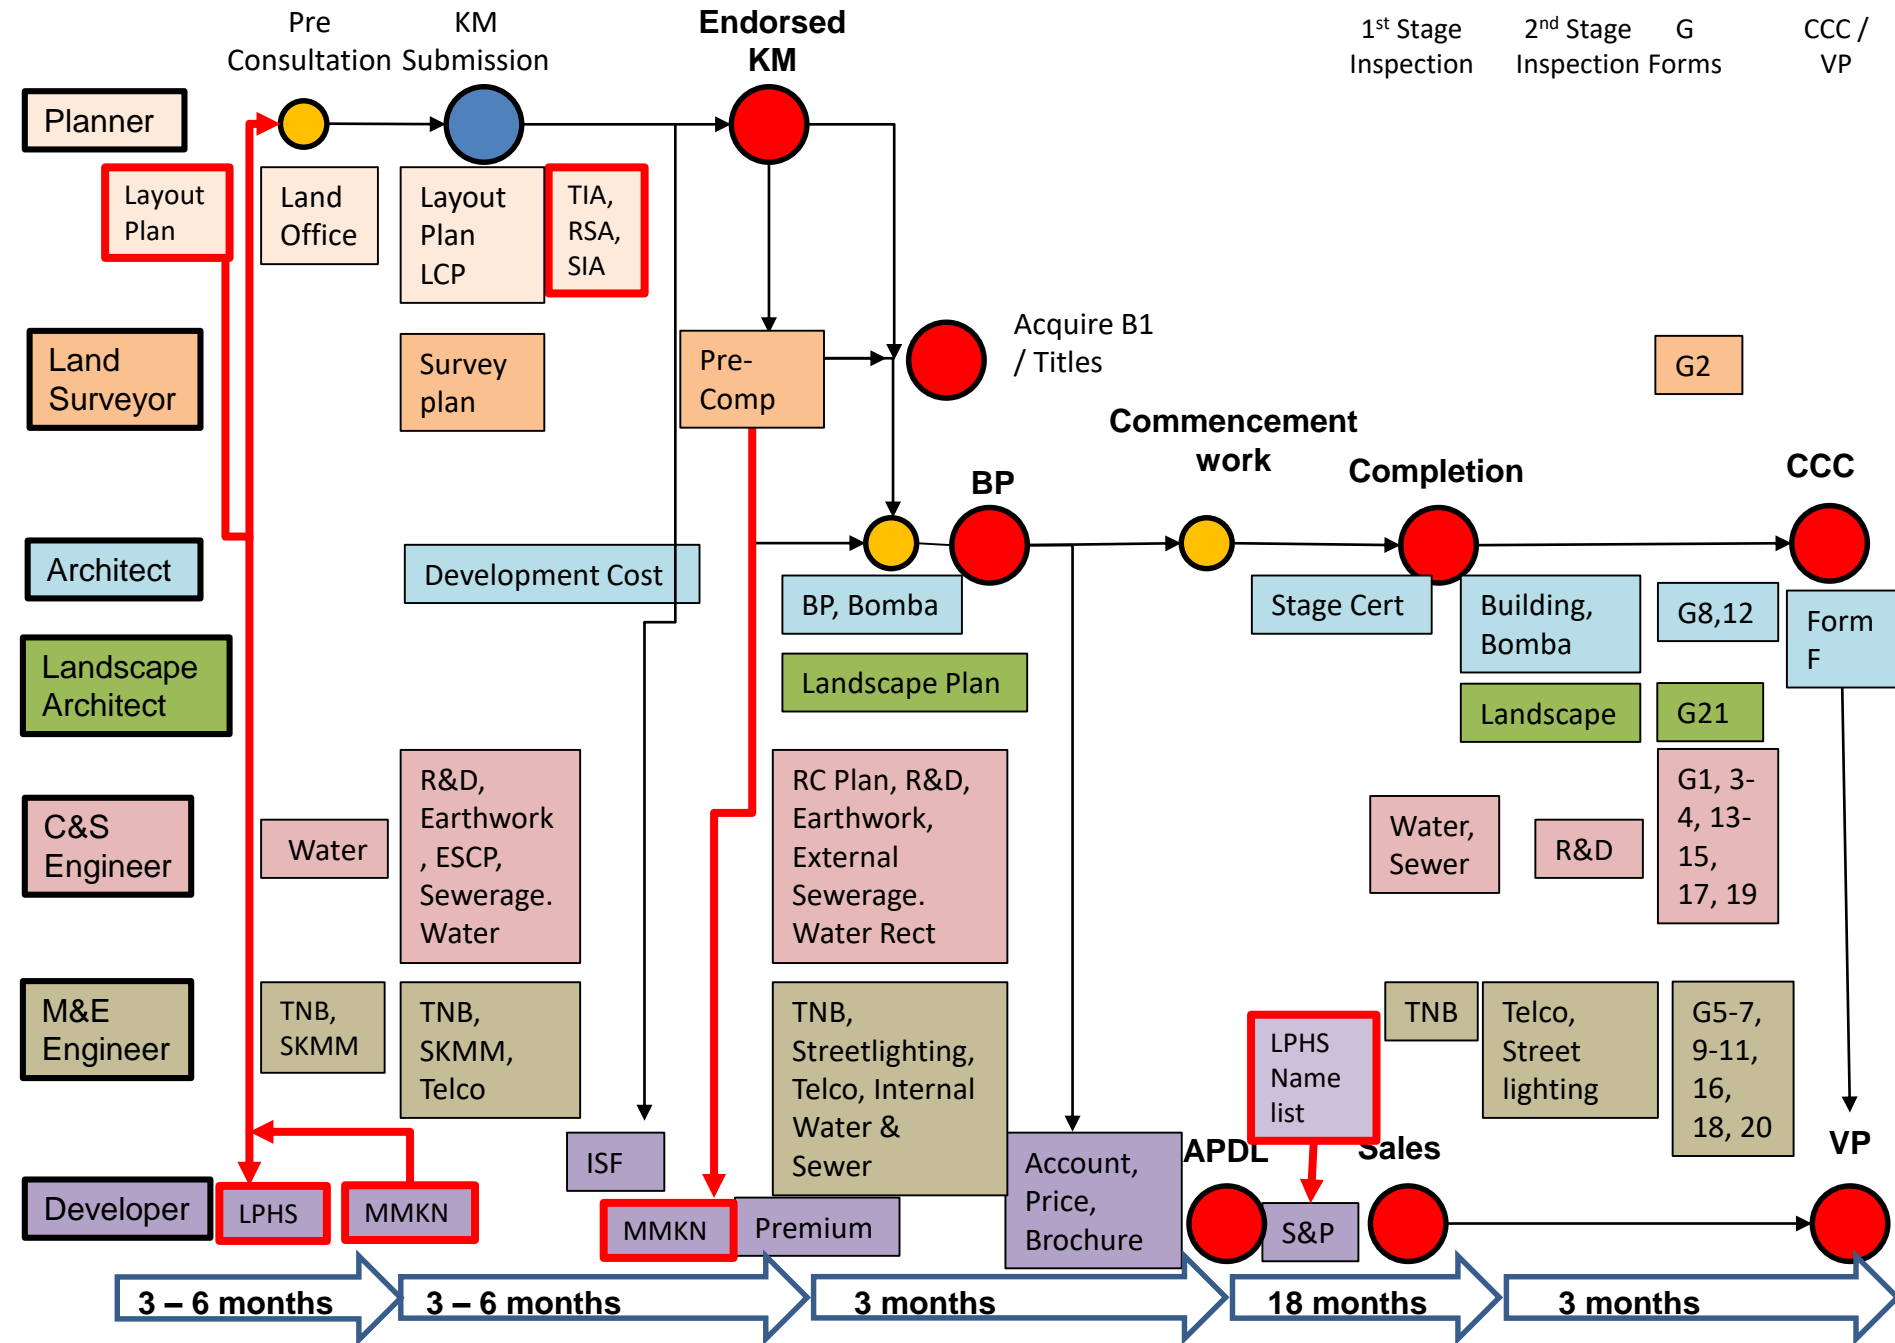 Pre
Consultation
KM
Submission
Endorsed
KM
1st Stage
Inspection
2nd Stage
Inspection
G
Forms
CCC /
VP
Planner
Layout
Plan
Land
Office
Layout
Plan
LCP
TIA,
RSA,
SIA
Land
Surveyor
Survey
plan
Pre-
Comp
Acquire B1
/ Titles
G2
Commencement
work
Completion
CCC
BP
Architect
Development Cost
BP, Bomba
Stage Cert
Building,
Bomba
G8,12
Form
F
Landscape
Architect
Landscape Plan
Landscape
G21
C&S
Engineer
Water
R&D,
Earthwork
, ESCP,
Sewerage.
Water
RC Plan, R&D,
Earthwork,
External
Sewerage.
Water Rect
Water,
Sewer
R&D
G1, 3-
4, 13-
15,
17, 19
M&E
Engineer
TNB,
SKMM
TNB,
SKMM,
Telco
TNB,
Streetlighting,
Telco, Internal
Water &
Sewer
LPHS
Name
list
TNB
Telco,
Street
lighting
G5-7,
9-11,
16,
18, 20
Developer
LPHS
MMKN
ISF
MMKN
Premium
Account,
Price,
Brochure
APDL
S&P
Sales
VP
3 – 6 months
3 – 6 months
3 months
18 months
3 months